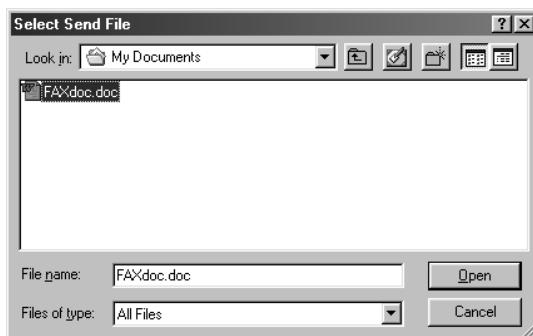 Select Send File
Look in: My Documents
FAXdoc.doc
File name: FAXdoc.doc
Open
Files of type: All Files
Cancel